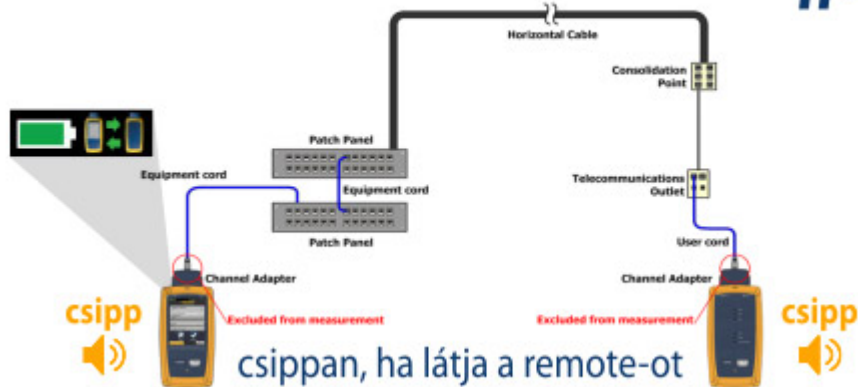 Horizontal Cable
Consolidation
Point
Patch Panel
Equipment cord
Equipment cord
Telecommunications
Outlet
Patch Panel
User cord
Channel Adapter
Channel Adapter
csipp
Excluded from measurement
Excluded from measurement
csipp
csippan, ha látja a remote-ot